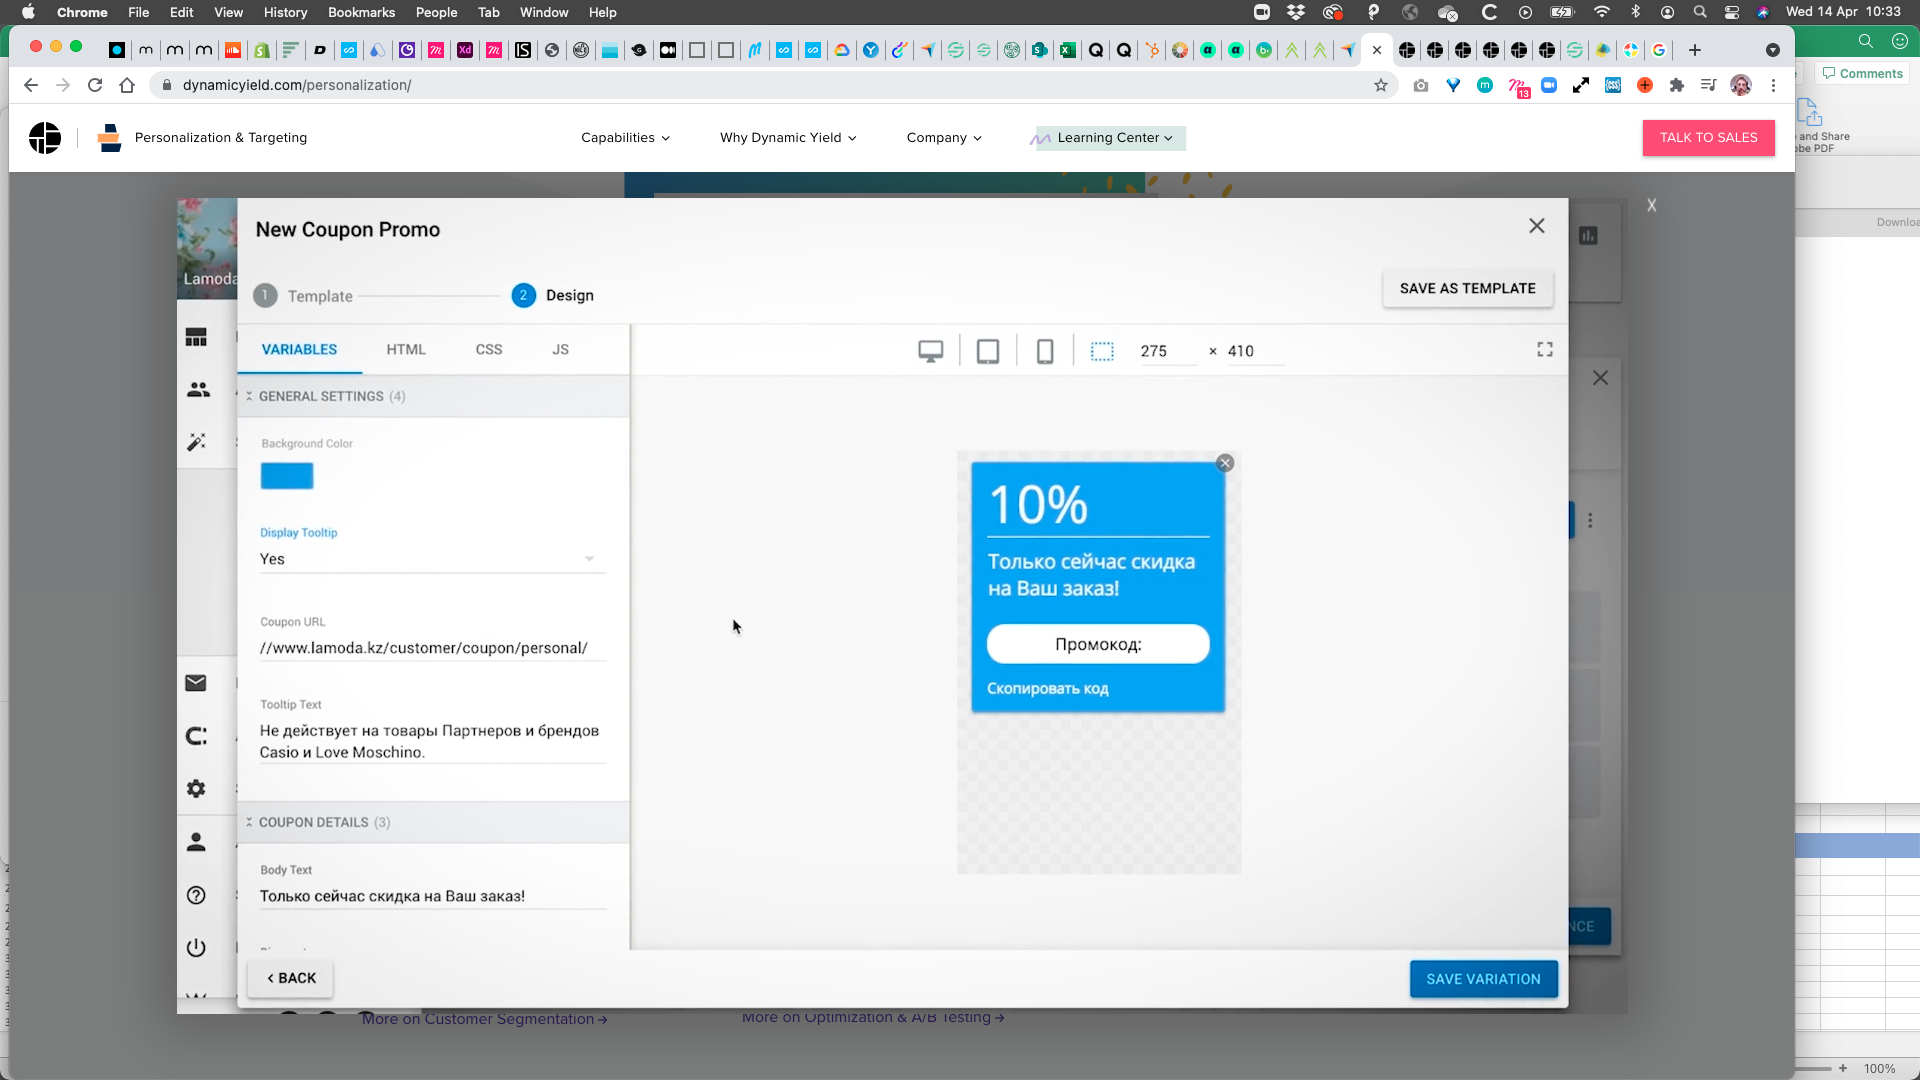 Chrome File Edit View History Bookmarks People Tab Window Help
Wed 14 Apr 10:33
dynamicyield.com/personalization/
13
Comments
and Share
PDF
Personalization & Targeting
Capabilities
Why Dynamic Yield
Company
Learning Center
TALK TO SALES
X
Lamoda
New Coupon Promo
1 Template
2 Design
SAVE AS TEMPLATE
VARIABLES HTML CSS JS
275 × 410
GENERAL SETTINGS (4)
Background Color
Display Tooltip
Yes
Coupon URL
//www.lamoda.kz/customer/coupon/personal/
Tooltip Text
Не действует на товары Партнеров и брендов
Casio и Love Moschino.
COUPON DETAILS (3)
Body Text
Только сейчас скидка на Ваш заказ!
10%
Только сейчас скидка
на Ваш заказ!
Промокод:
Скопировать код
< BACK
SAVE VARIATION
NCE
More on Customer Segmentation →
More on Optimization & A/B Testing →
100%